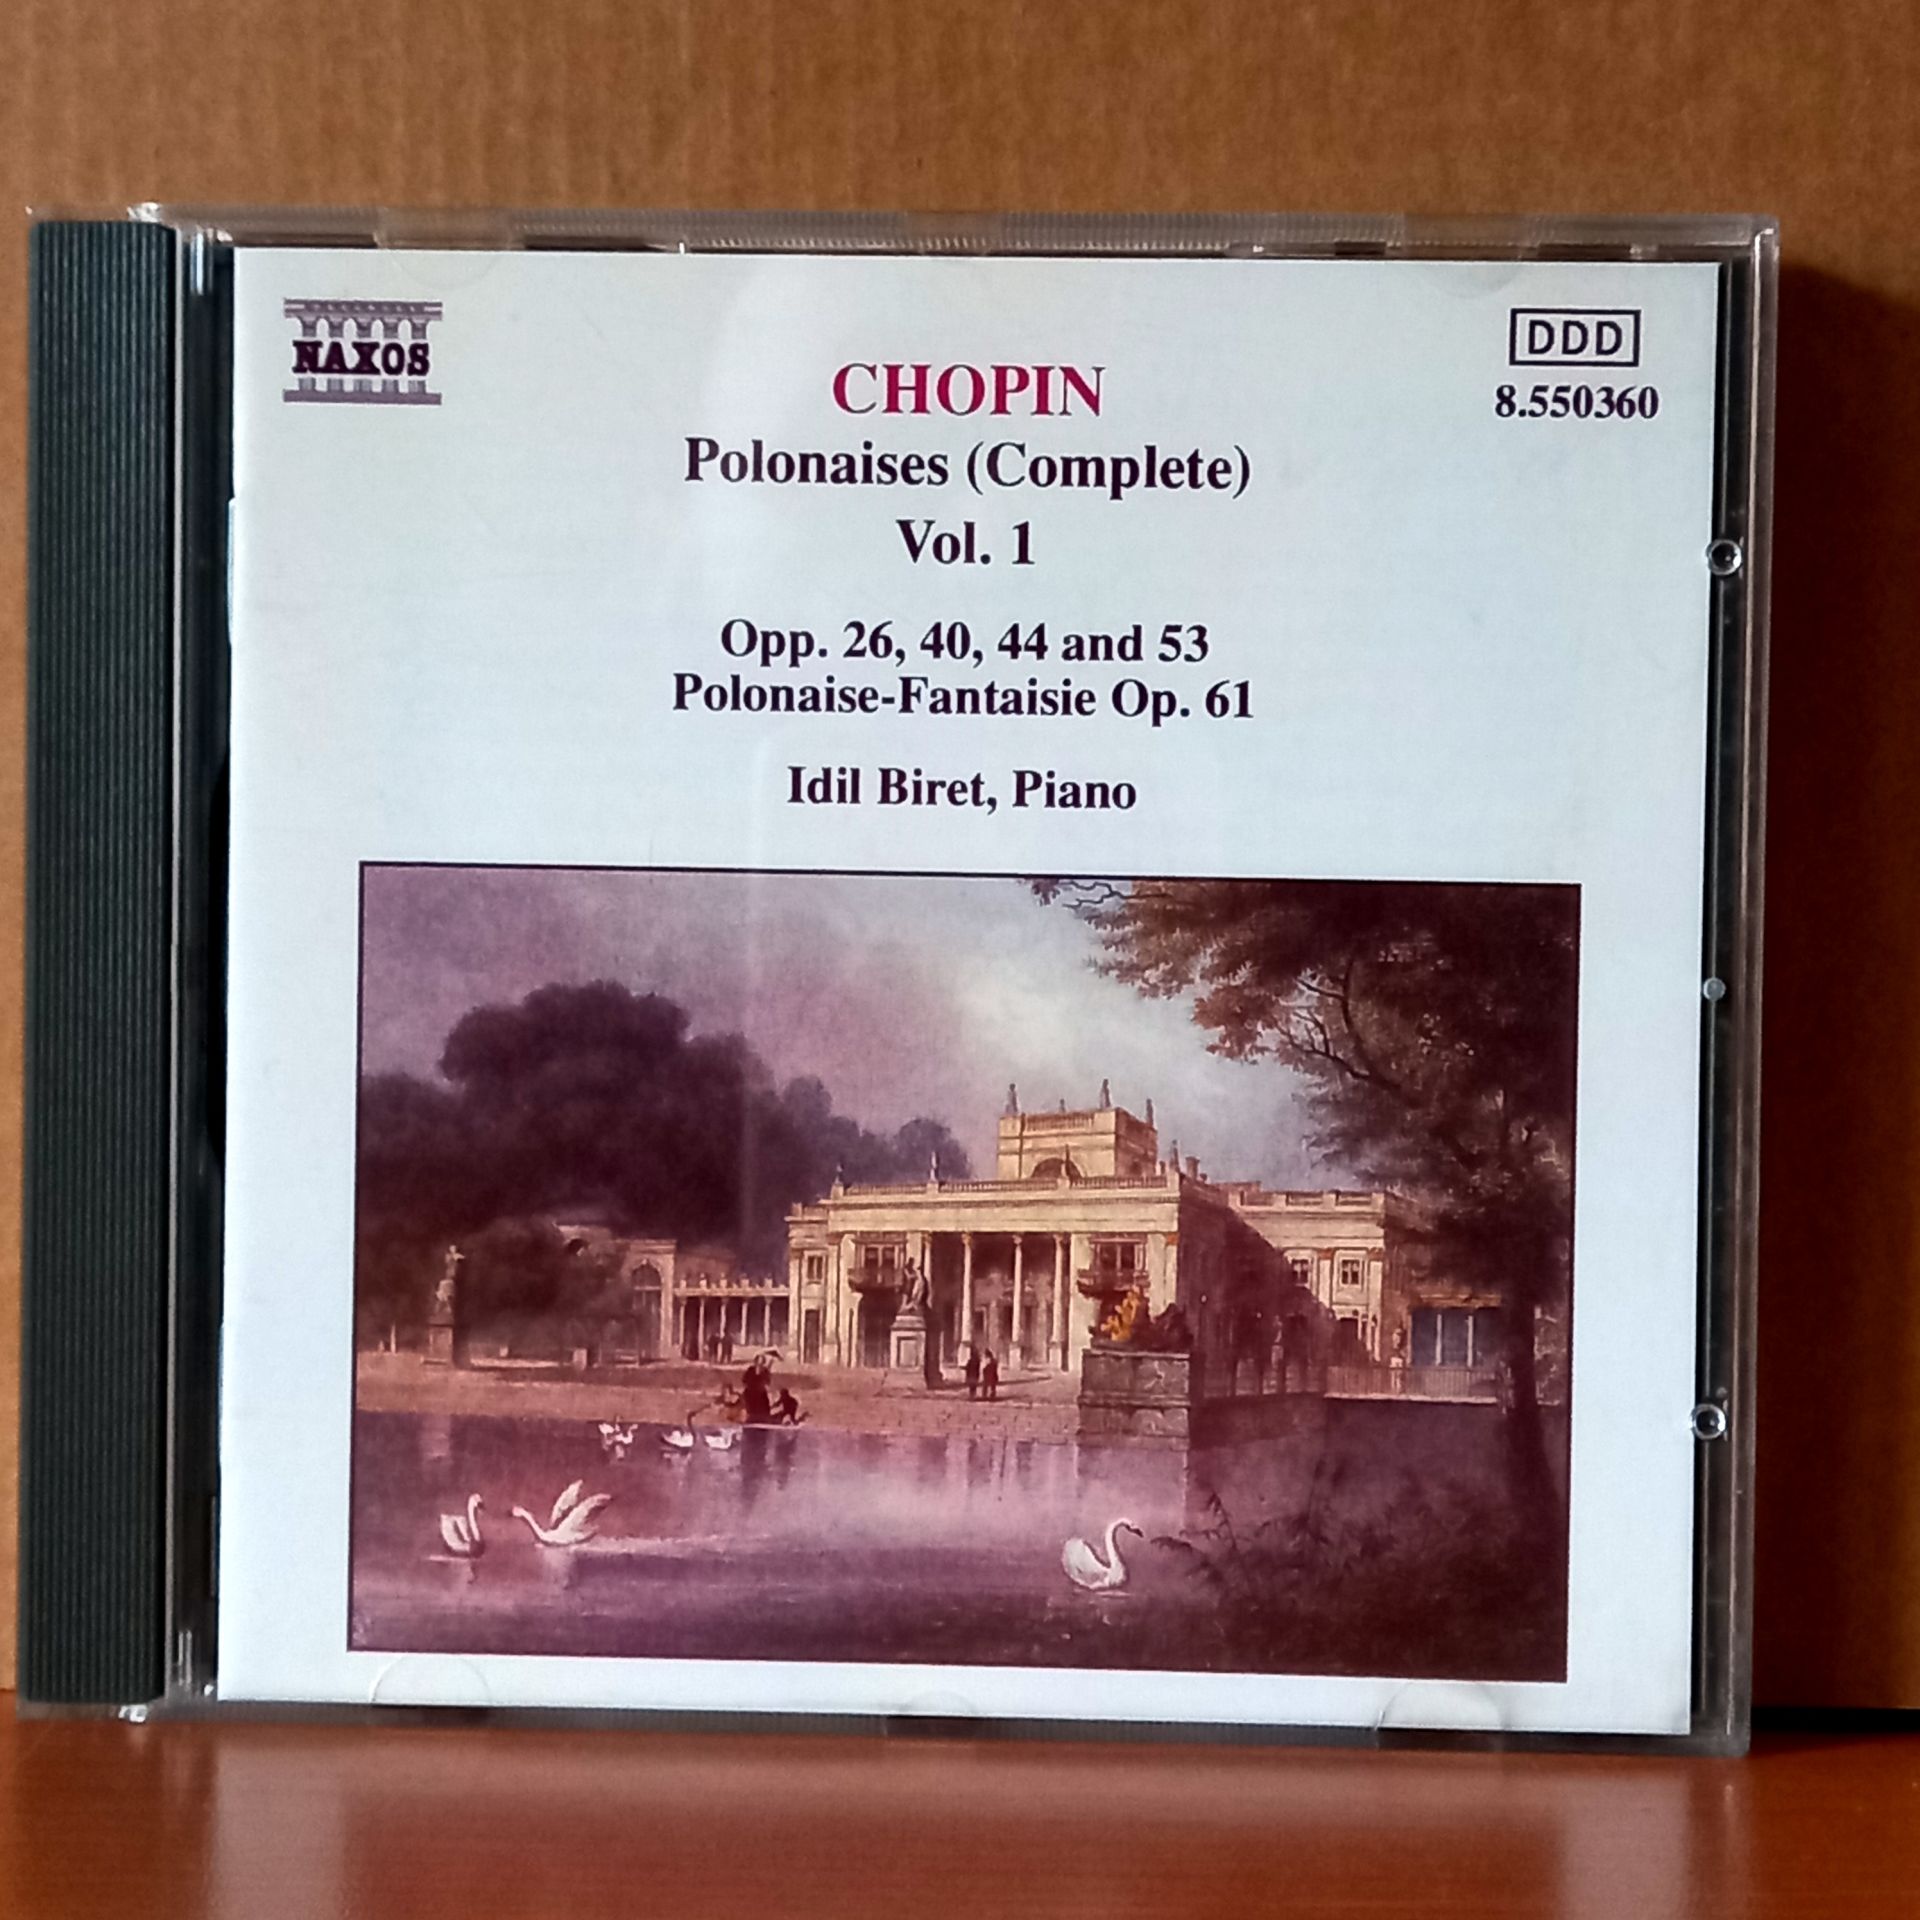 NAXOS
DDD
8.550360
CHOPIN
Polonaises (Complete)
Vol. 1
Opp. 26, 40, 44 and 53
Polonaise-Fantaisie Op. 61
Idil Biret, Piano